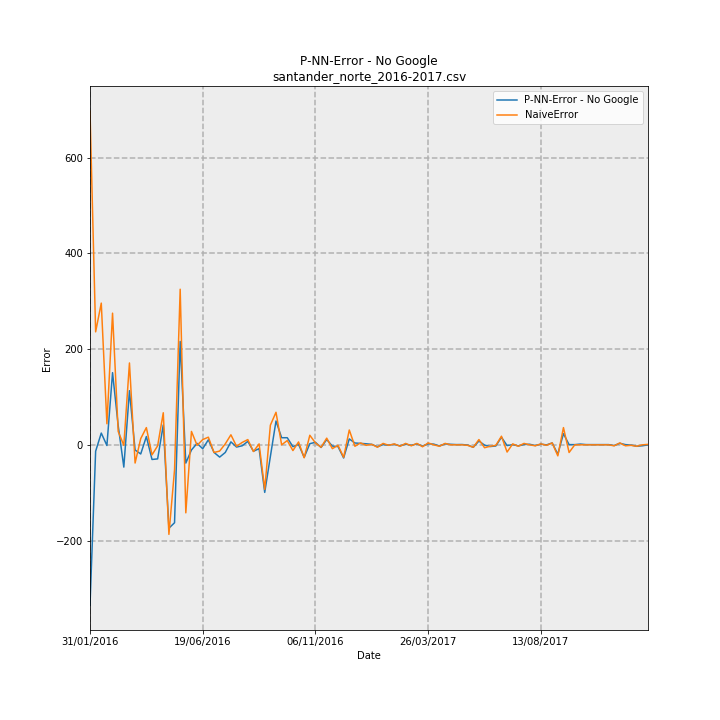 P-NN-Error - No Google
santander_norte_2016-2017.csv
P-NN-Error - No Google
NaiveError
600
400
200
0
−200
Error
31/01/2016
19/06/2016
06/11/2016
26/03/2017
13/08/2017
Date